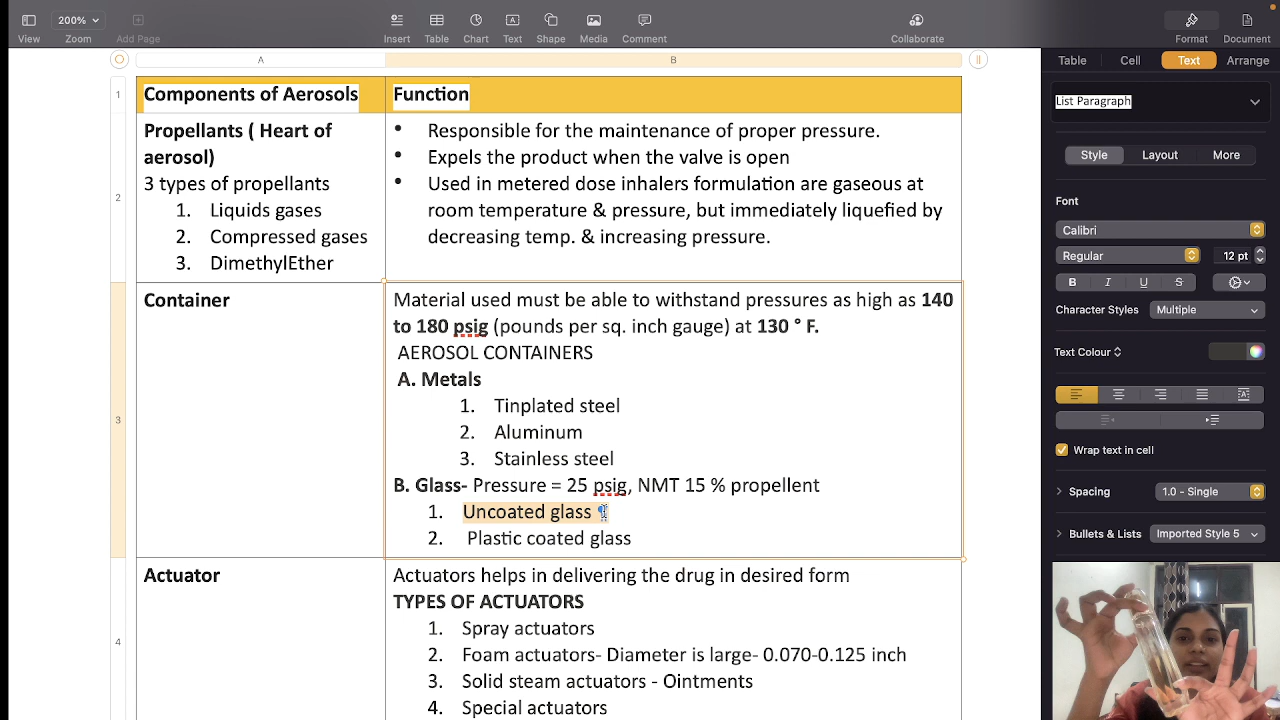 200%
View
Zoom
Add Page
Insert
Table
Chart
Text
Shape
Media
Comment
Collaborate
Format
Document
A
B
Table
Cell
Text
Arrange
1
Components of Aerosols
Function
List Paragraph
2
Propellants ( Heart of
aerosol)
3 types of propellants
1. Liquids gases
2. Compressed gases
3. DimethylEther
• Responsible for the maintenance of proper pressure.
• Expels the product when the valve is open
• Used in metered dose inhalers formulation are gaseous at
room temperature & pressure, but immediately liquefied by
decreasing temp. & increasing pressure.
3
Container
Material used must be able to withstand pressures as high as 140
to 180 psig (pounds per sq. inch gauge) at 130 ° F.
AEROSOL CONTAINERS
A. Metals
1. Tinplated steel
2. Aluminum
3. Stainless steel
B. Glass- Pressure = 25 psig, NMT 15 % propellent
1. Uncoated glass ¶
2. Plastic coated glass
4
Actuator
Actuators helps in delivering the drug in desired form
TYPES OF ACTUATORS
1. Spray actuators
2. Foam actuators- Diameter is large- 0.070-0.125 inch
3. Solid steam actuators - Ointments
4. Special actuators
Style
Layout
More
Font
Calibri
Regular
12 pt
B I U S
Character Styles
Multiple
Text Colour
Wrap text in cell
Spacing
1.0 - Single
Bullets & Lists
Imported Style 5